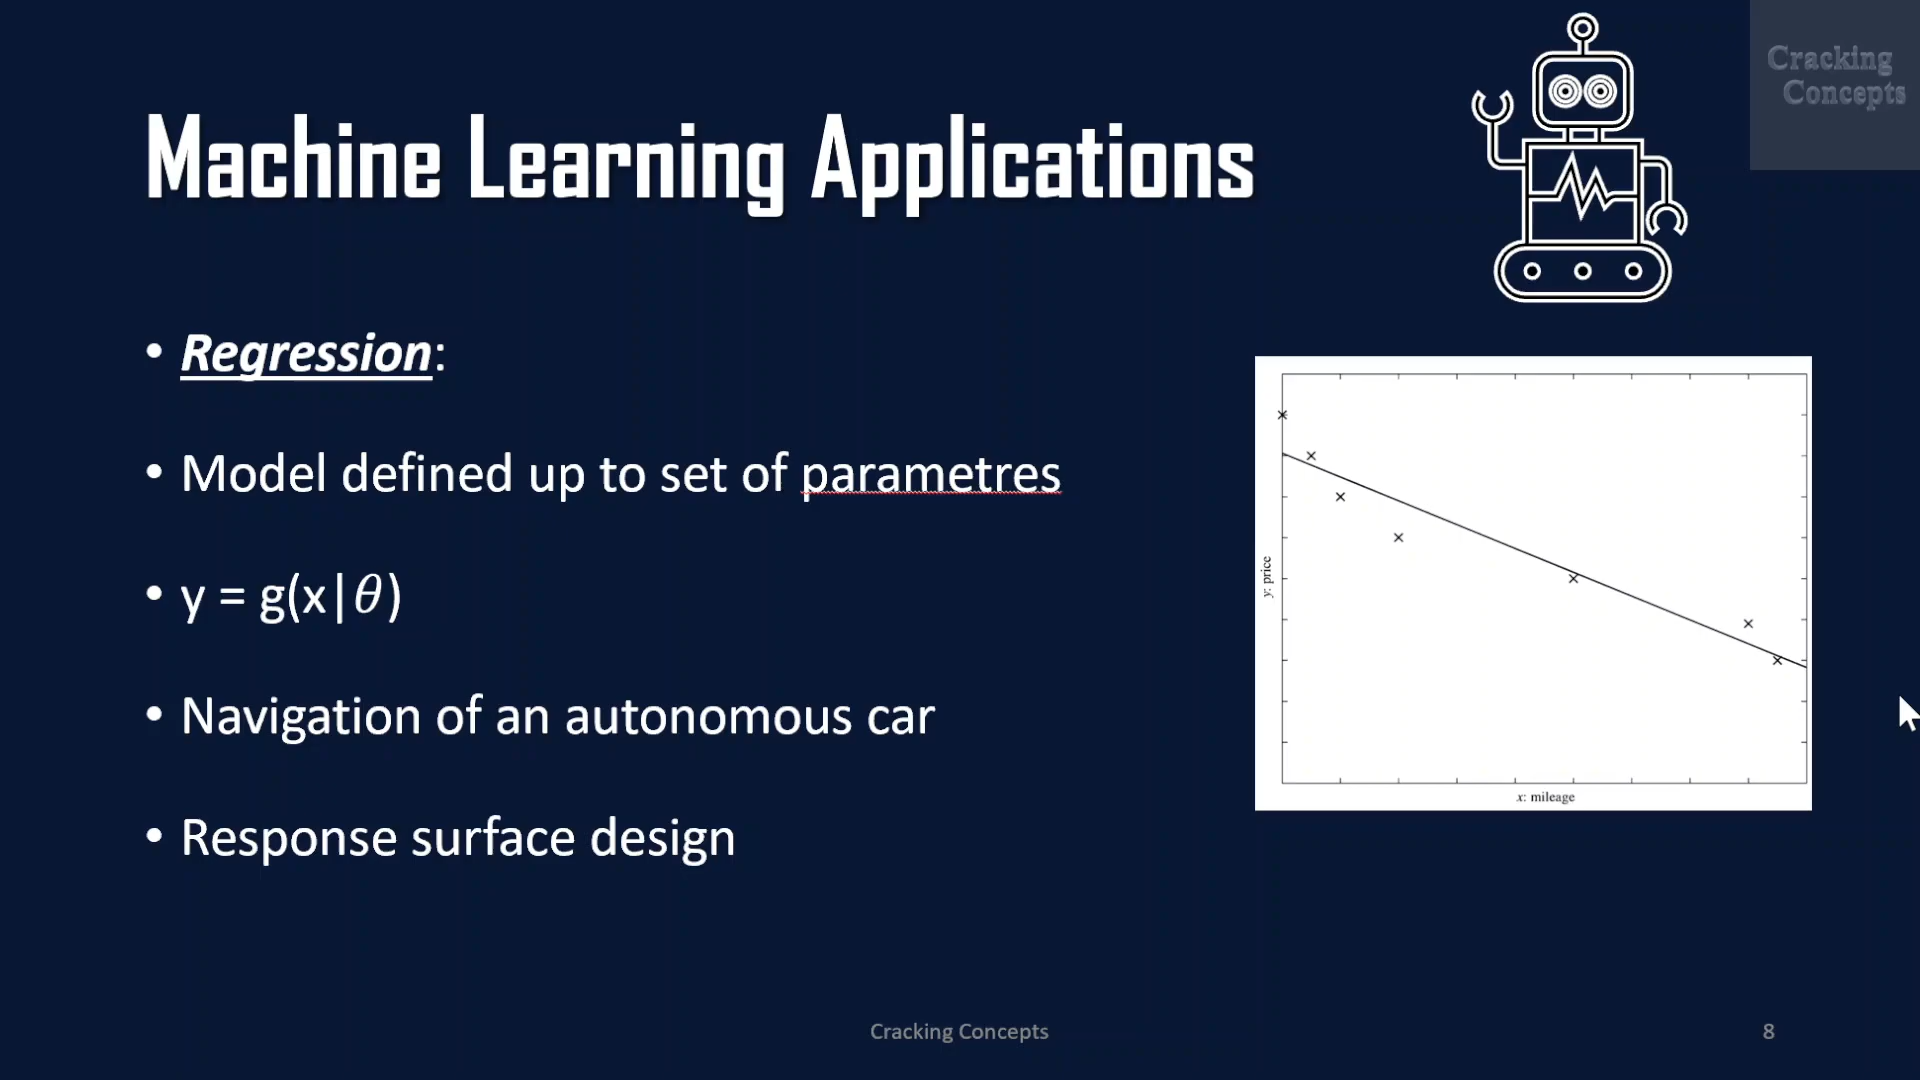 Cracking
Concepts
Machine Learning Applications
• Regression:
• Model defined up to set of parametres
• y = g(x|θ)
• Navigation of an autonomous car
• Response surface design
y: price
x: mileage
Cracking Concepts
8